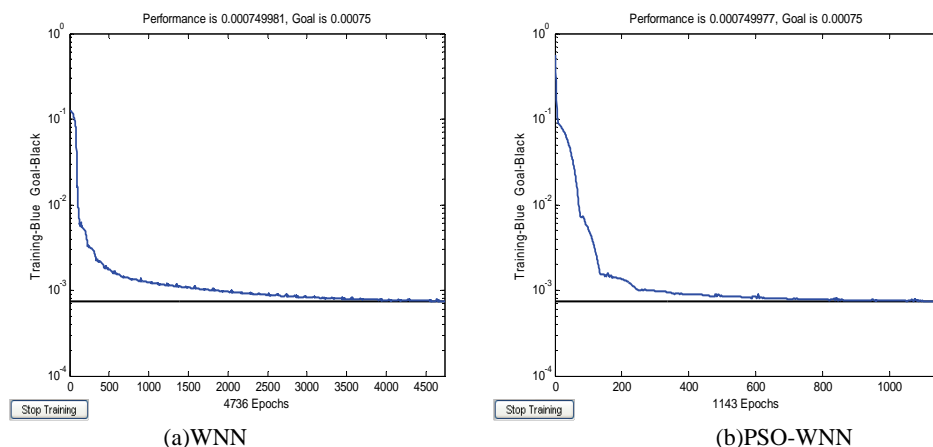 Performance is 0.000749981, Goal is 0.00075
10^0
10^-1
10^-2
10^-3
10^-4
Training-Blue Goal-Black
0 500 1000 1500 2000 2500 3000 3500 4000 4500
4736 Epochs
Stop Training
(a)WNN
Performance is 0.000749977, Goal is 0.00075
10^0
10^-1
10^-2
10^-3
10^-4
Training-Blue Goal-Black
0 200 400 600 800 1000
1143 Epochs
Stop Training
(b)PSO-WNN